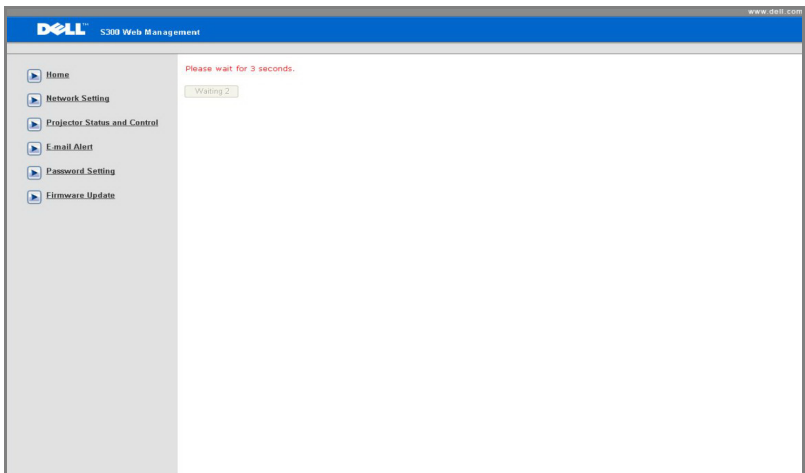 www.dell.com
DELL™ S300 Web Management
Home
Network Setting
Projector Status and Control
E-mail Alert
Password Setting
Firmware Update
Please wait for 3 seconds.
Waiting 2